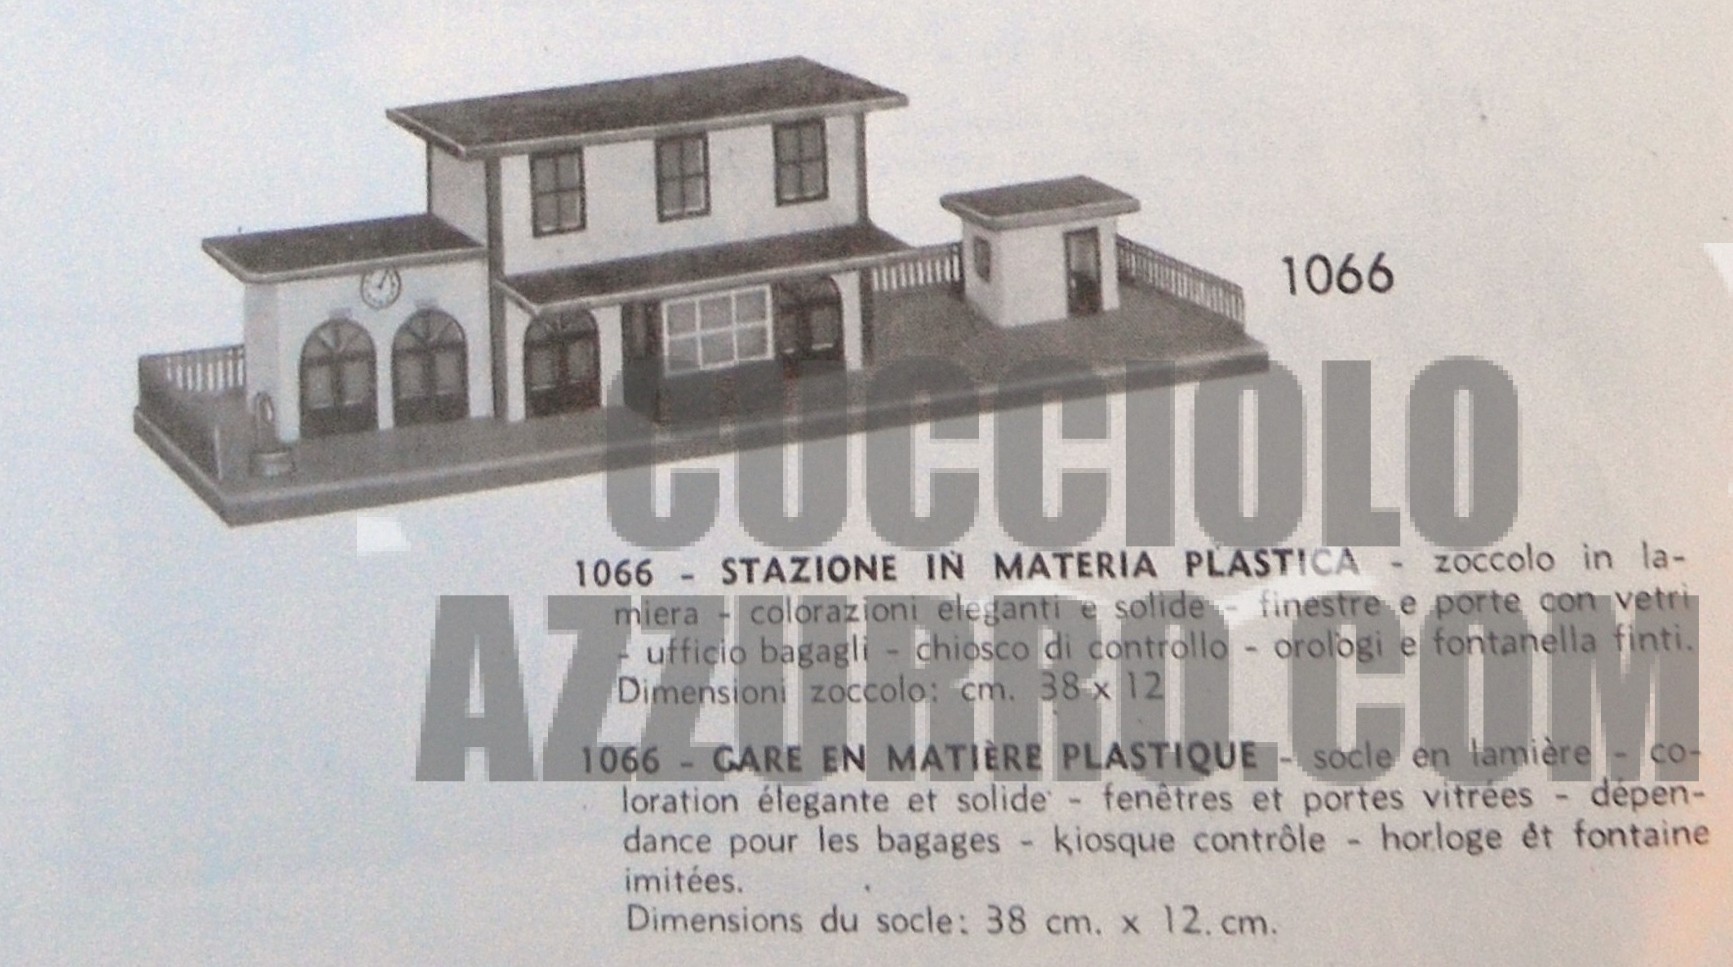 1066
CUCCIOLO
AZZURRO.COM
1066 - STAZIONE IN MATERIA PLASTICA - zoccolo in la-
miera - colorazioni eleganti e solide - finestre e porte con vetri
- ufficio bagagli - chiosco di controllo - orologi e fontanella finti.
Dimensioni zoccolo: cm. 38 x 12
1066 - GARE EN MATIÈRE PLASTIQUE - socle en lamière - co-
loration élegante et solide - fenêtres et portes vitrées - dépen-
dance pour les bagages - kiosque contrôle - horloge et fontaine
imitées.
Dimensions du socle: 38 cm. x 12. cm.